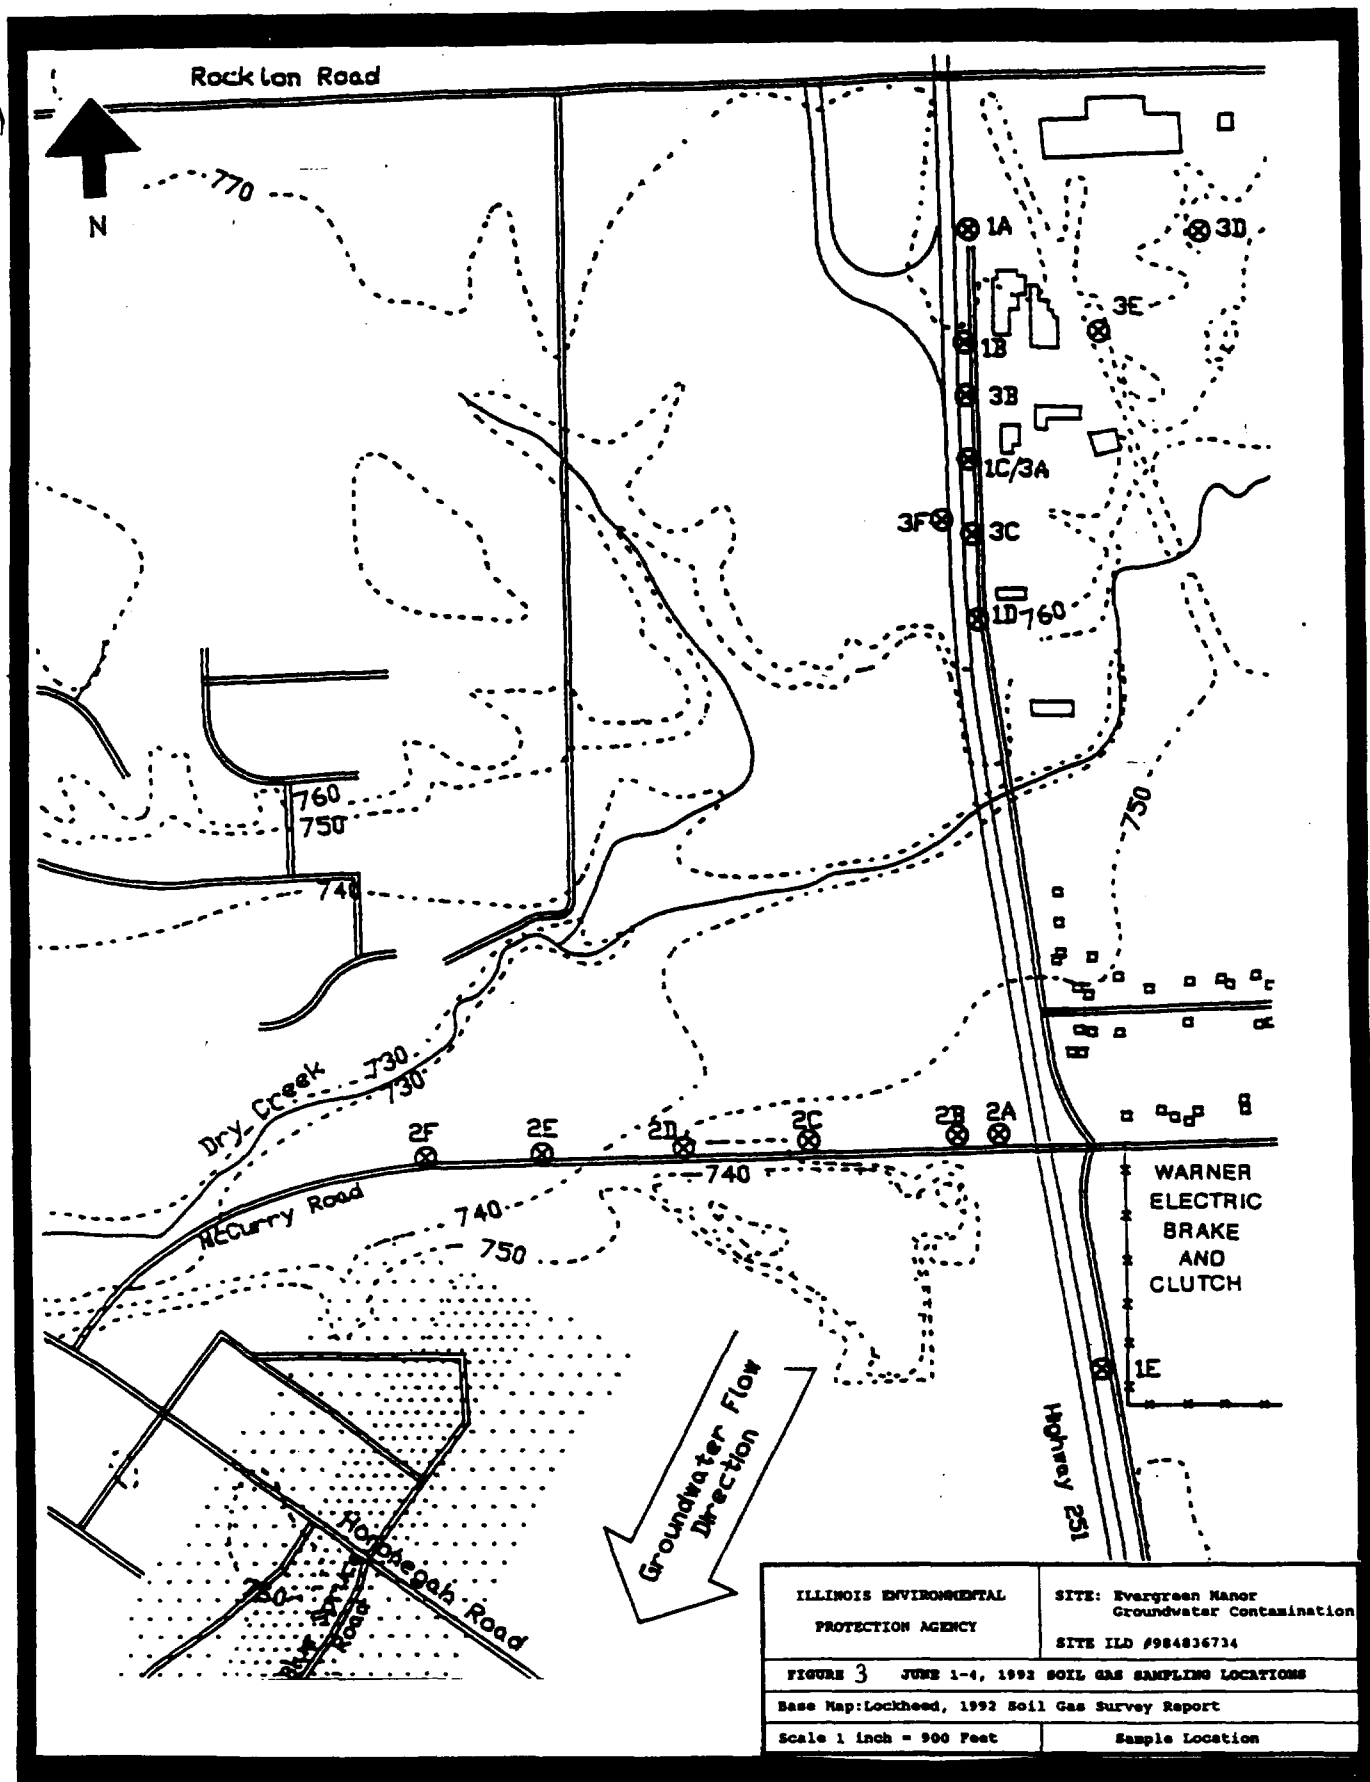 Rockton Road
N
770
1A
3D
3E
1B
3B
1C/3A
3F
3C
1D
760
760
750
750
740
730
730
Dry Creek
2F
2E
2D
2C
2B
2A
McCurry Road
740
740
750
WARNER
ELECTRIC
BRAKE
AND
CLUTCH
1E
Groundwater Flow
Direction
Highway 251
Hononegah Road
Blue Spruce
Road
ILLINOIS ENVIRONMENTAL
PROTECTION AGENCY
SITE: Evergreen Manor
Groundwater Contamination
SITE ILD #984836734
FIGURE 3 JUNE 1-4, 1992 SOIL GAS SAMPLING LOCATIONS
Base Map:Lockheed, 1992 Soil Gas Survey Report
Scale 1 inch = 900 Feet
Sample Location